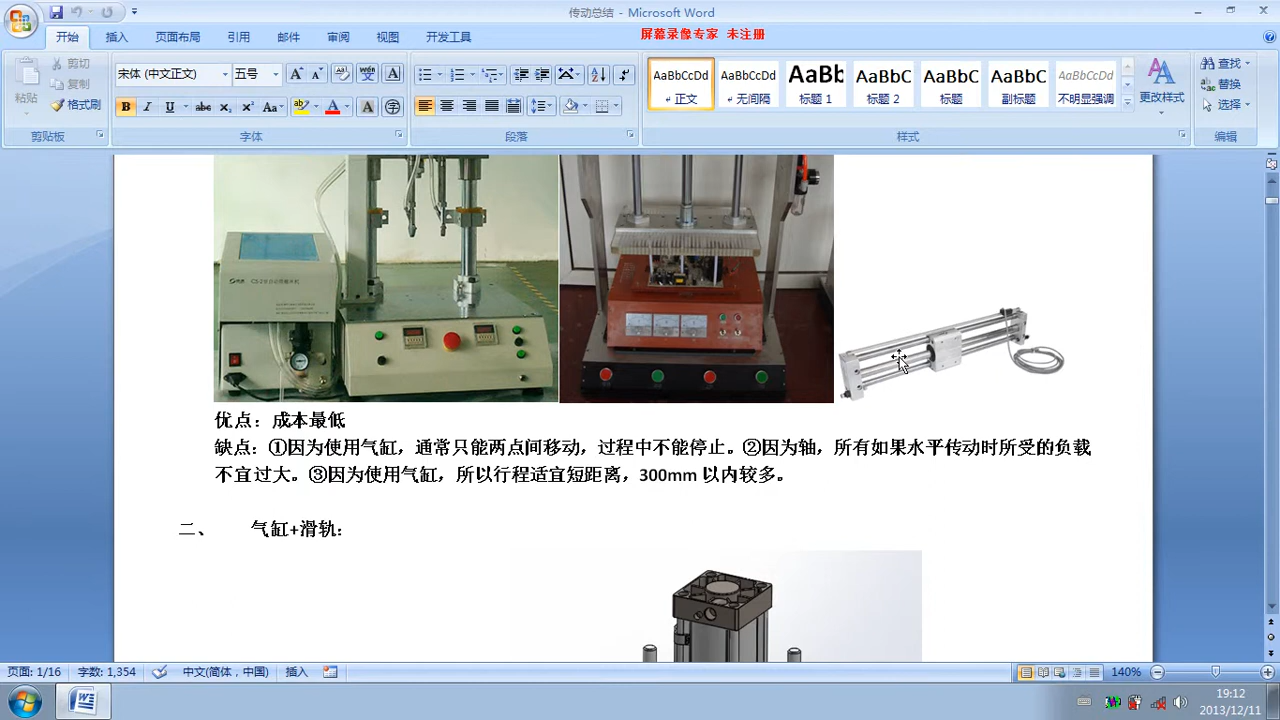 传动总结 - Microsoft Word
屏幕录像专家 未注册
开始 插入 页面布局 引用 邮件 审阅 视图 开发工具
粘贴 剪切 复制 格式刷
宋体 (中文正文) 五号
AaBbCcDd AaBbCcDd AaBb AaBbC AaBbC AaBbC AaBbCcDd
正文 无间隔 标题 1 标题 2 标题 副标题 不明显强调
更改样式
查找
替换
选择
剪贴板 字体 段落 样式 编辑
优点：成本最低
缺点：①因为使用气缸，通常只能两点间移动，过程中不能停止。②因为轴，所有如果水平传动时所受的负载
不宜过大。③因为使用气缸，所以行程适宜短距离，300mm 以内较多。
二、 气缸+滑轨：
页面: 1/16 字数: 1,354 中文(简体，中国) 插入 140%
19:12
2013/12/11